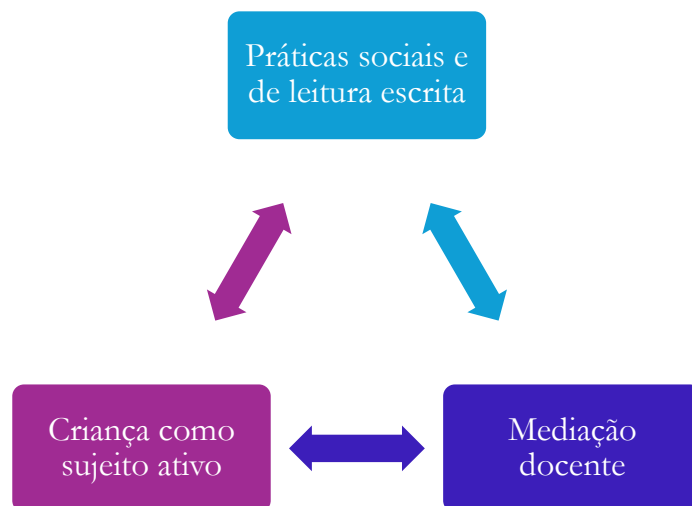 Práticas sociais e
de leitura escrita
Criança como
sujeito ativo
Mediação
docente